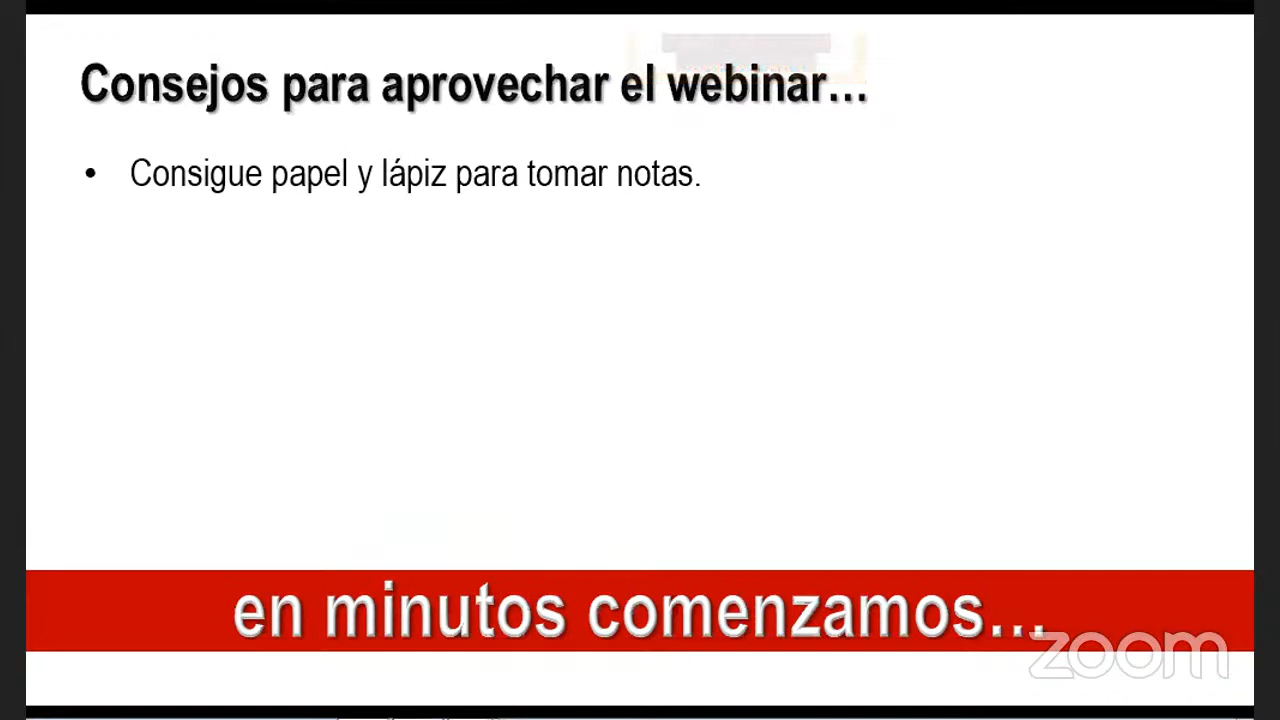 Consejos para aprovechar el webinar…
• Consigue papel y lápiz para tomar notas.
en minutos comenzamos…
zoom